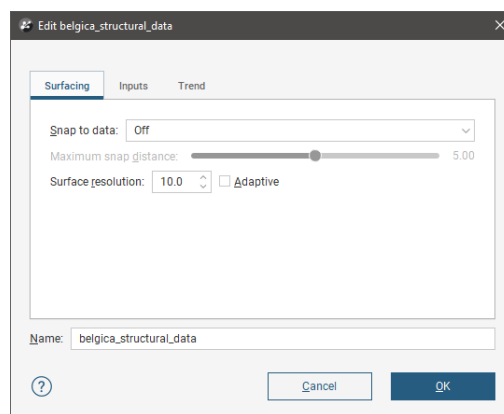 Edit belgica_structural_data
Surfacing Inputs Trend
Snap to data: Off
Maximum snap distance: 5.00
Surface resolution: 10.0 Adaptive
Name: belgica_structural_data
? Cancel OK